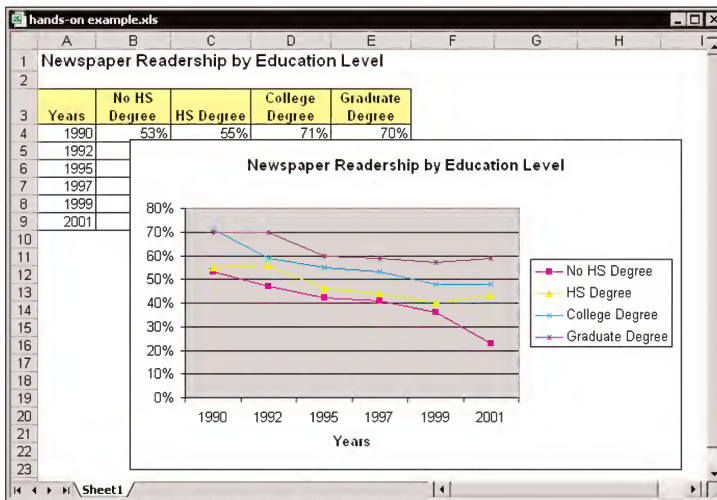 hands-on example.xls
A B C D E F G H I
1 Newspaper Readership by Education Level
2
No HS College Graduate
3 Years Degree HS Degree Degree Degree
4 1990 53% 55% 71% 70%
5 1992
6 1995
7 1997
8 1999
9 2001
10
11
12
13
14
15
16
17
18
19
20
21
22
23
Newspaper Readership by Education Level
80%
70%
60%
50%
40%
30%
20%
10%
0%
1990 1992 1995 1997 1999 2001
Years
No HS Degree
HS Degree
College Degree
Graduate Degree
Sheet1